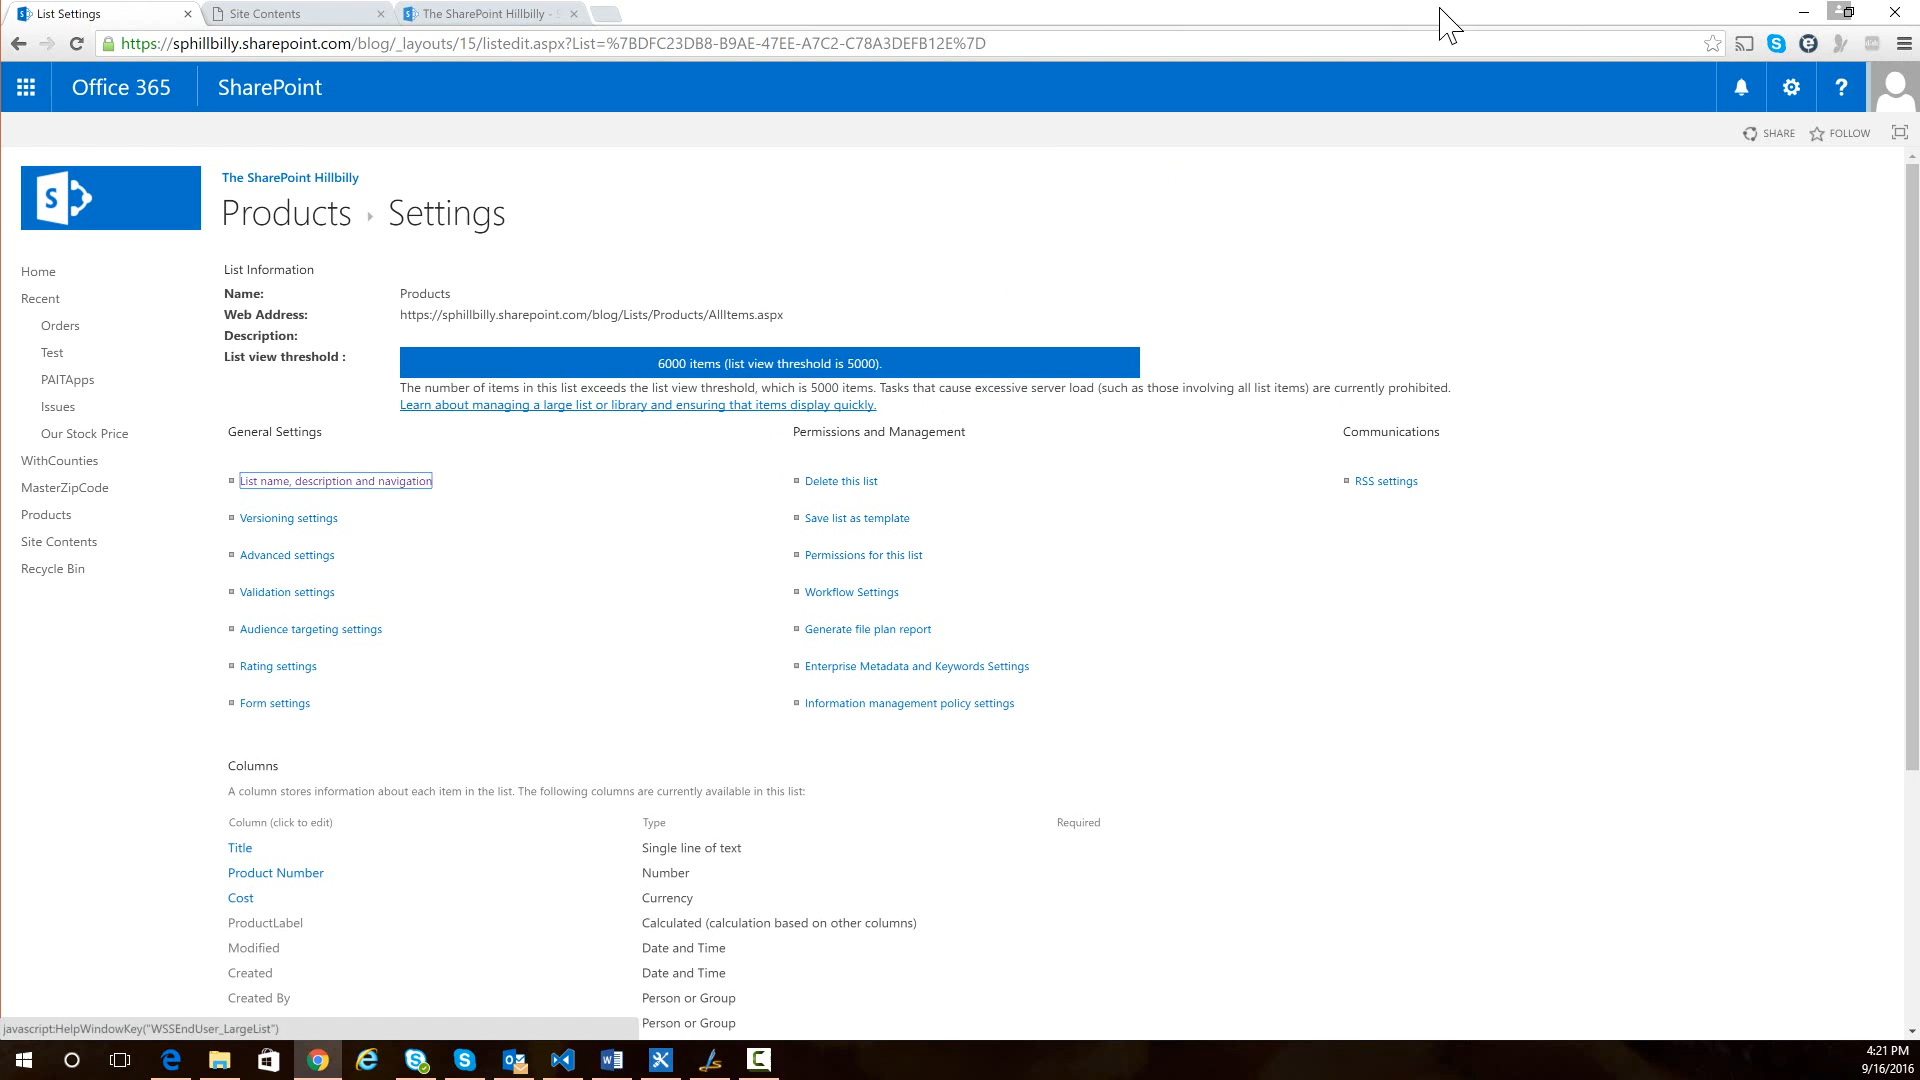 List Settings
Site Contents
The SharePoint Hillbilly - S
https://sphillbilly.sharepoint.com/blog/_layouts/15/listedit.aspx?List=%7BDFC23DB8-B9AE-47EE-A7C2-C78A3DEFB12E%7D
Office 365
SharePoint
?
SHARE
FOLLOW
The SharePoint Hillbilly
Products
Settings
Home
Recent
Orders
Test
PAITApps
Issues
Our Stock Price
WithCounties
MasterZipCode
Products
Site Contents
Recycle Bin
List Information
Name: Products
Web Address: https://sphillbilly.sharepoint.com/blog/Lists/Products/AllItems.aspx
Description:
List view threshold : 6000 items (list view threshold is 5000).
The number of items in this list exceeds the list view threshold, which is 5000 items. Tasks that cause excessive server load (such as those involving all list items) are currently prohibited.
Learn about managing a large list or library and ensuring that items display quickly.
General Settings
List name, description and navigation
Versioning settings
Advanced settings
Validation settings
Audience targeting settings
Rating settings
Form settings
Permissions and Management
Delete this list
Save list as template
Permissions for this list
Workflow Settings
Generate file plan report
Enterprise Metadata and Keywords Settings
Information management policy settings
Communications
RSS settings
Columns
A column stores information about each item in the list. The following columns are currently available in this list:
Column (click to edit) Type Required
Title Single line of text
Product Number Number
Cost Currency
ProductLabel Calculated (calculation based on other columns)
Modified Date and Time
Created Date and Time
Created By Person or Group
Person or Group
javascript:HelpWindowKey("WSSEndUser_LargeList")
4:21 PM
9/16/2016